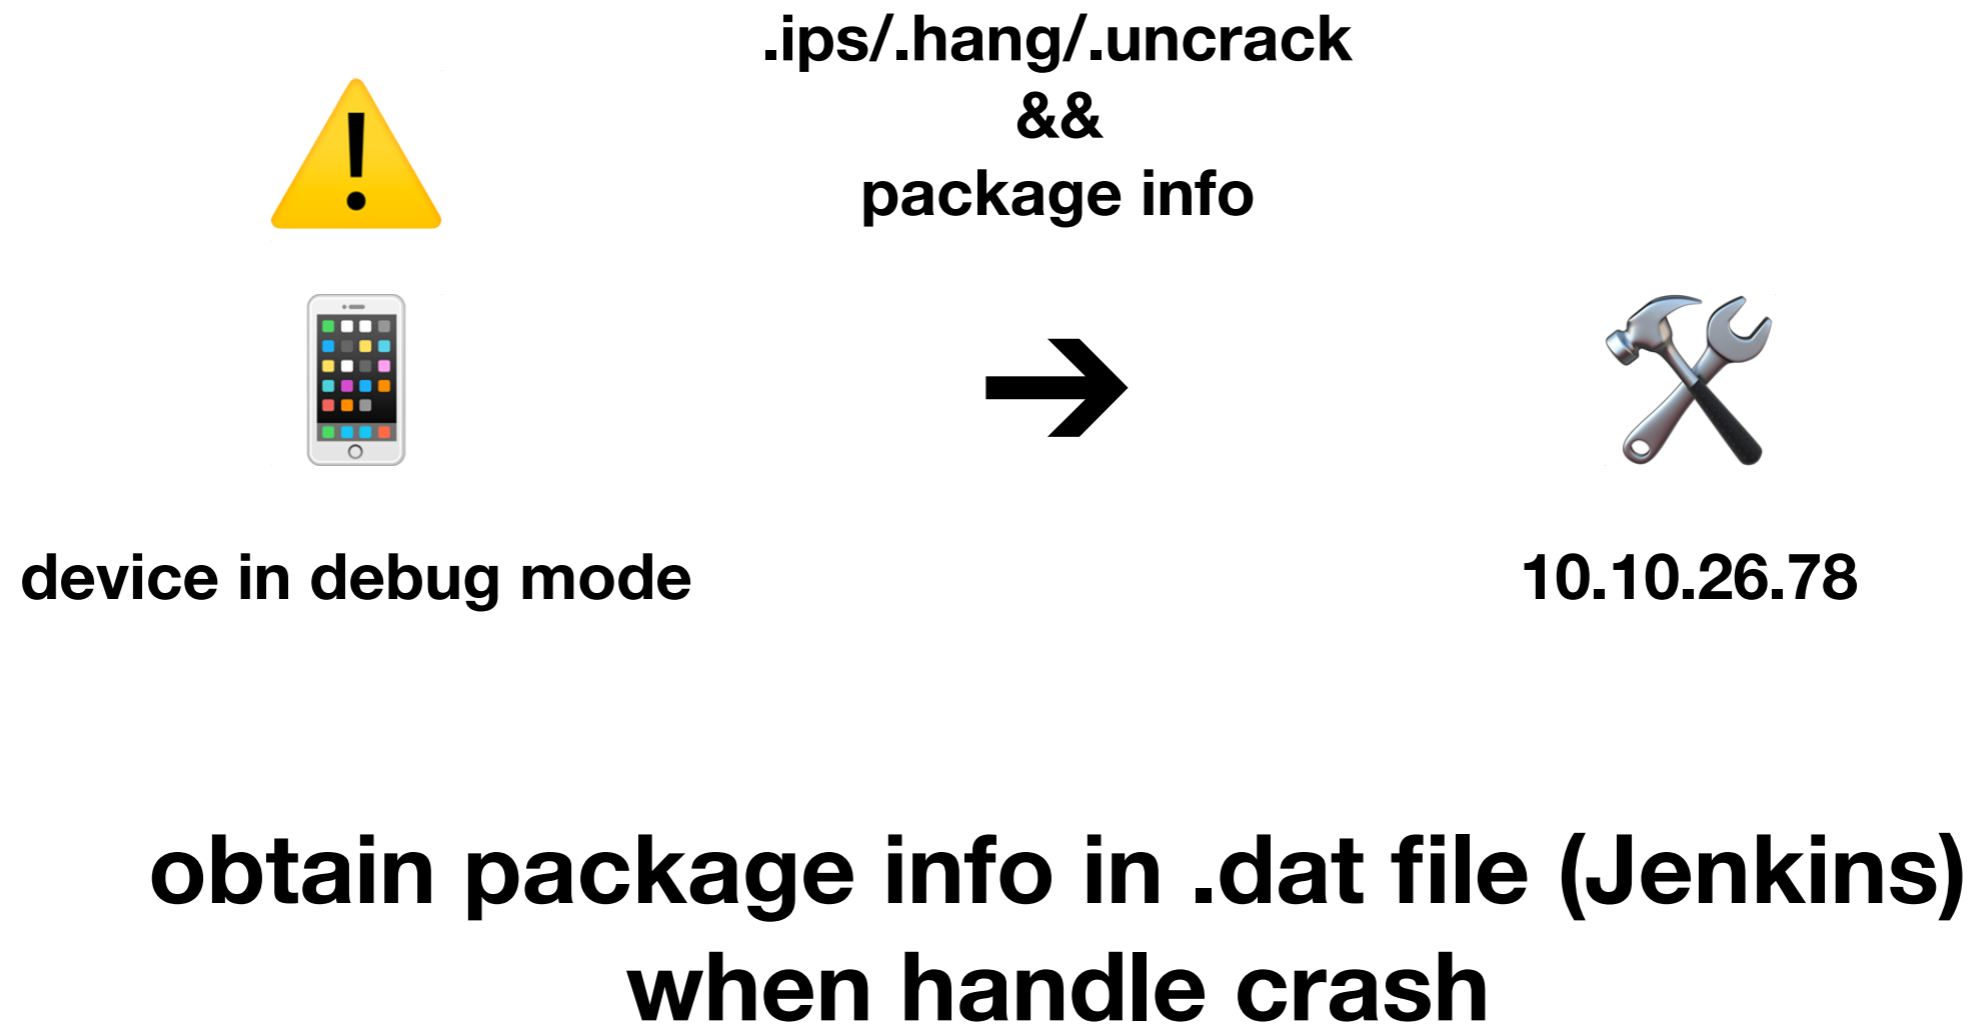 .ips/.hang/.uncrack
&&
package info
device in debug mode
10.10.26.78
obtain package info in .dat file (Jenkins)
when handle crash